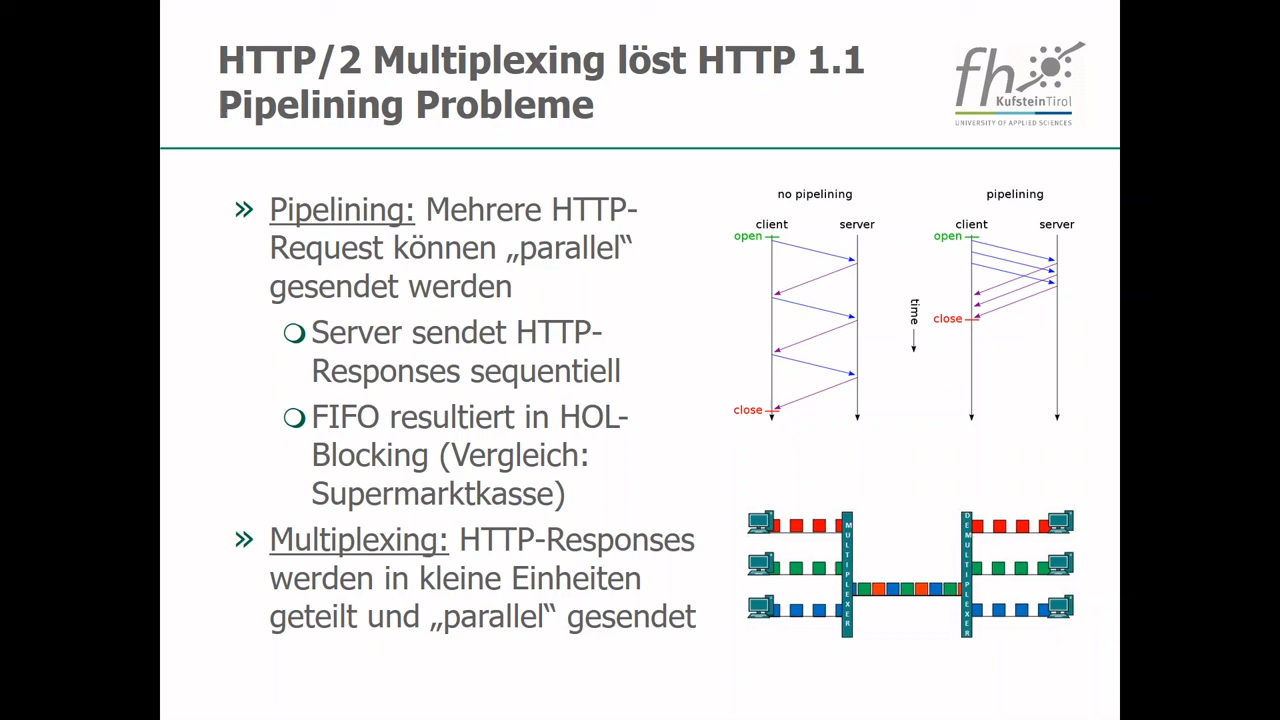 HTTP/2 Multiplexing löst HTTP 1.1
Pipelining Probleme
fh
KufsteinTirol
UNIVERSITY OF APPLIED SCIENCES
» Pipelining: Mehrere HTTP-
Request können „parallel“
gesendet werden
Server sendet HTTP-
Responses sequentiell
FIFO resultiert in HOL-
Blocking (Vergleich:
Supermarktkasse)
» Multiplexing: HTTP-Responses
werden in kleine Einheiten
geteilt und „parallel“ gesendet
no pipelining
client server
open
close
time
pipelining
client server
open
close
MULTIPLEXER
DEMULTIPLEXER